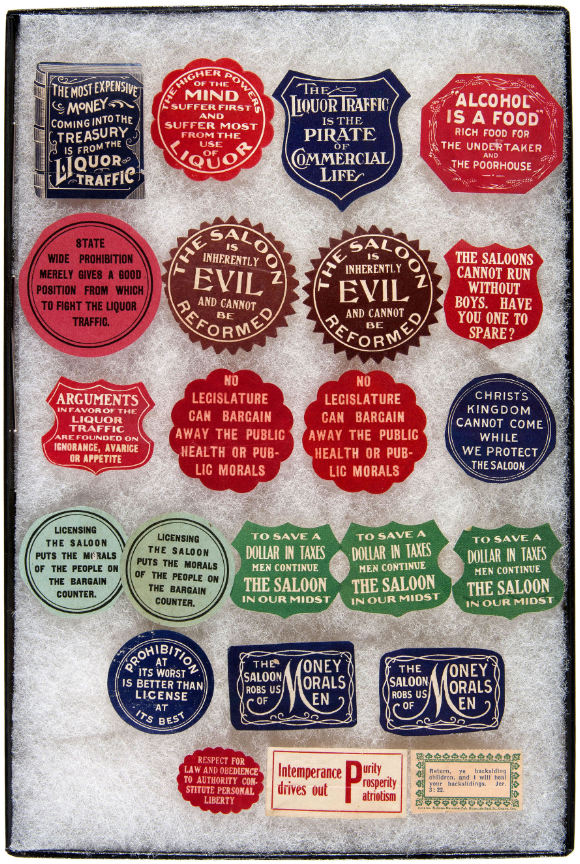 THE MOST EXPENSIVE
MONEY
COMING INTO THE
TREASURY
IS FROM THE
LIQUOR
TRAFFIC
THE HIGHER POWERS
OF THE
MIND
SUFFER FIRST
AND
SUFFER MOST
FROM THE
USE
OF
LIQUOR
THE
LIQUOR TRAFFIC
IS THE
PIRATE
OF
COMMERCIAL
LIFE
"ALCOHOL
IS A FOOD"
RICH FOOD FOR
THE UNDERTAKER
AND
THE POORHOUSE
STATE
WIDE PROHIBITION
MERELY GIVES A GOOD
POSITION FROM WHICH
TO FIGHT THE LIQUOR
TRAFFIC.
THE SALOON
IS
INHERENTLY
EVIL
AND CANNOT
BE
REFORMED
THE SALOON
IS
INHERENTLY
EVIL
AND CANNOT
BE
REFORMED
THE SALOONS
CANNOT RUN
WITHOUT
BOYS. HAVE
YOU ONE TO
SPARE?
ARGUMENTS
IN FAVOR OF THE
LIQUOR
TRAFFIC
ARE FOUNDED ON
IGNORANCE, AVARICE
OR APPETITE
NO
LEGISLATURE
CAN BARGAIN
AWAY THE PUBLIC
HEALTH OR PUB-
LIC MORALS
NO
LEGISLATURE
CAN BARGAIN
AWAY THE PUBLIC
HEALTH OR PUB-
LIC MORALS
CHRISTS
KINGDOM
CANNOT COME
WHILE
WE PROTECT
THE SALOON
LICENSING
THE SALOON
PUTS THE MORALS
OF THE PEOPLE ON
THE BARGAIN
COUNTER.
LICENSING
THE SALOON
PUTS THE MORALS
OF THE PEOPLE ON
THE BARGAIN
COUNTER.
TO SAVE A
DOLLAR IN TAXES
MEN CONTINUE
THE SALOON
IN OUR MIDST
TO SAVE A
DOLLAR IN TAXES
MEN CONTINUE
THE SALOON
IN OUR MIDST
TO SAVE A
DOLLAR IN TAXES
MEN CONTINUE
THE SALOON
IN OUR MIDST
PROHIBITION
AT
ITS WORST
IS BETTER THAN
LICENSE
AT
ITS BEST
THE
SALOON
ROBS US
OF
MONEY
MORALS
MEN
THE
SALOON
ROBS US
OF
MONEY
MORALS
MEN
RESPECT FOR
LAW AND OBEDIENCE
TO AUTHORITY CON-
STITUTE PERSONAL
LIBERTY
Intemperance
drives out
Purity
Prosperity
Patriotism
Return, ye backsliding
children, and I will heal
your backslidings. Jer.
3:22.